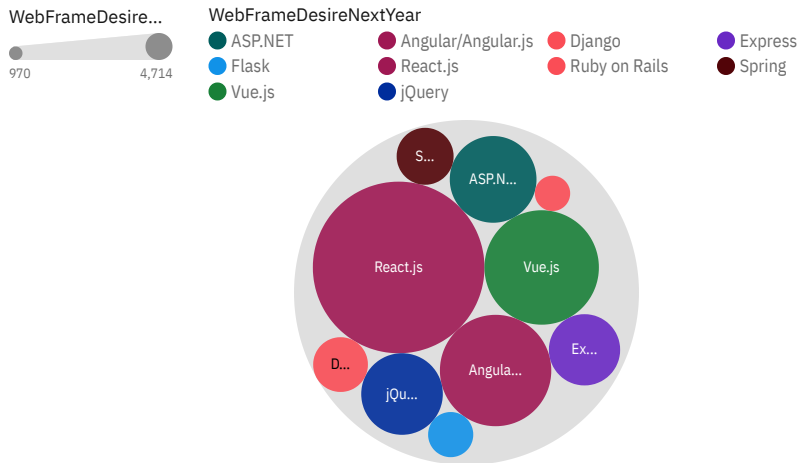 WebFrameDesire...
970 4,714
WebFrameDesireNextYear
ASP.NET Angular/Angular.js Django Express
Flask React.js Ruby on Rails Spring
Vue.js jQuery
S...
ASP.N...
React.js
Vue.js
Ex...
D...
Angula...
jQu...